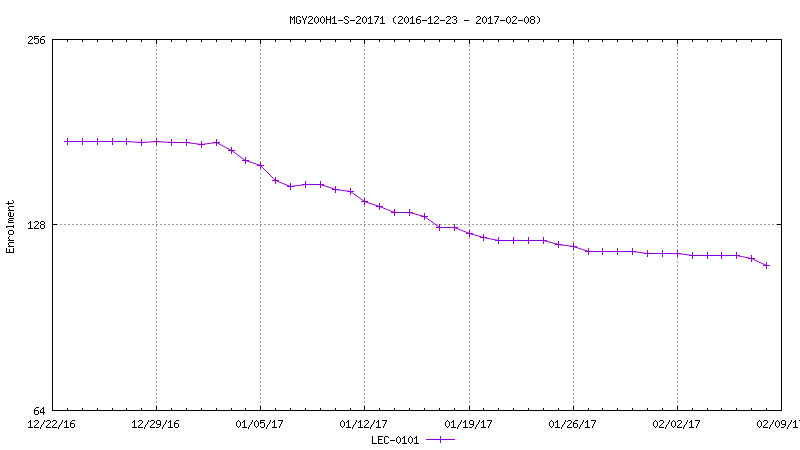 MGY200H1-S-20171 (2016-12-23 - 2017-02-08)
256
128
64
Enrolment
12/22/16 12/29/16 01/05/17 01/12/17 01/19/17 01/26/17 02/02/17 02/09/17
LEC-0101